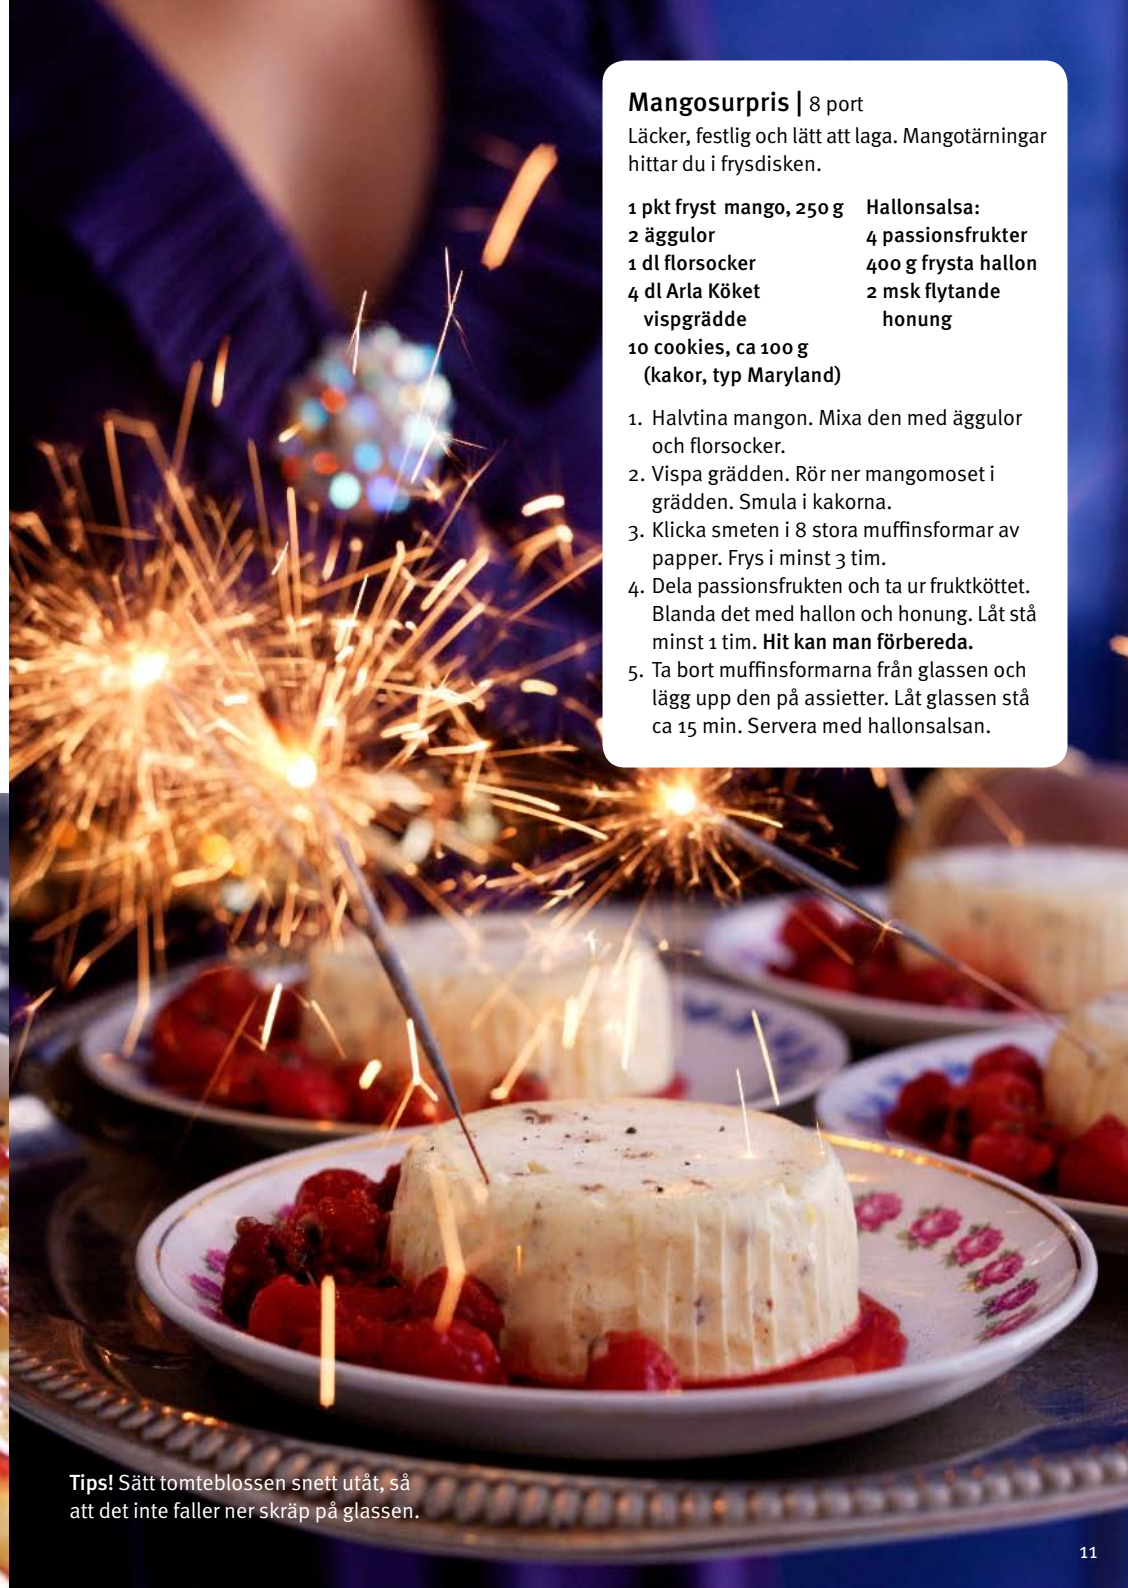 Mangosurpris | 8 port
Läcker, festlig och lätt att laga. Mangotärningar
hittar du i frysdisken.
1 pkt fryst mango, 250 g
2 äggulor
1 dl florsocker
4 dl Arla Köket
vispgrädde
10 cookies, ca 100 g
(kakor, typ Maryland)
Hallonsalsa:
4 passionsfrukter
400 g frysta hallon
2 msk flytande
honung
1. Halvtina mangon. Mixa den med äggulor
och florsocker.
2. Vispa grädden. Rör ner mangomoset i
grädden. Smula i kakorna.
3. Klicka smeten i 8 stora muffinsformar av
papper. Frys i minst 3 tim.
4. Dela passionsfrukten och ta ur fruktköttet.
Blanda det med hallon och honung. Låt stå
minst 1 tim. Hit kan man förbereda.
5. Ta bort muffinsformarna från glassen och
lägg upp den på assietter. Låt glassen stå
ca 15 min. Servera med hallonsalsan.
Tips! Sätt tomteblossen snett utåt, så
att det inte faller ner skräp på glassen.
11